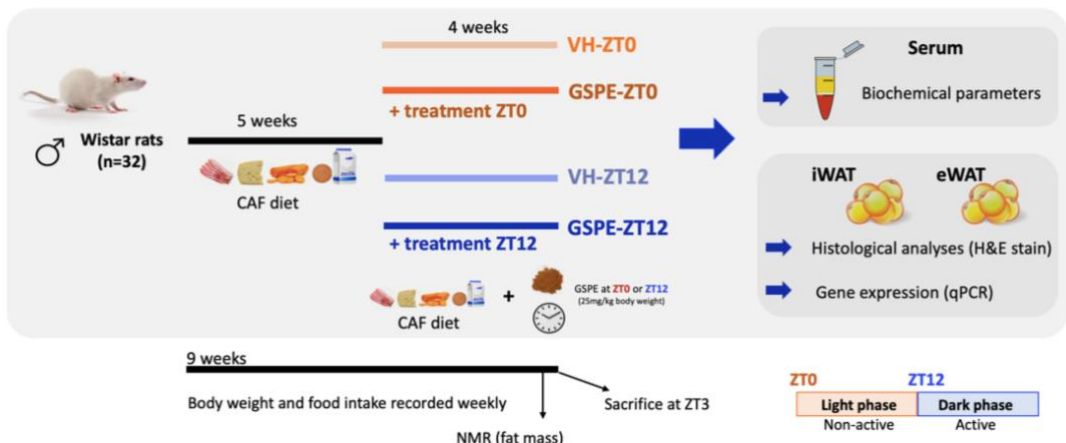 4 weeks
VH-ZT0
GSPE-ZT0
+ treatment ZT0
5 weeks
Wistar rats
(n=32)
CAF diet
VH-ZT12
GSPE-ZT12
+ treatment ZT12
+
GSPE at ZT0 or ZT12
(25mg/kg body weight)
CAF diet
Serum
Biochemical parameters
iWAT
eWAT
Histological analyses (H&E stain)
Gene expression (qPCR)
9 weeks
Body weight and food intake recorded weekly
Sacrifice at ZT3
NMR (fat mass)
ZT0
ZT12
Light phase
Dark phase
Non-active
Active